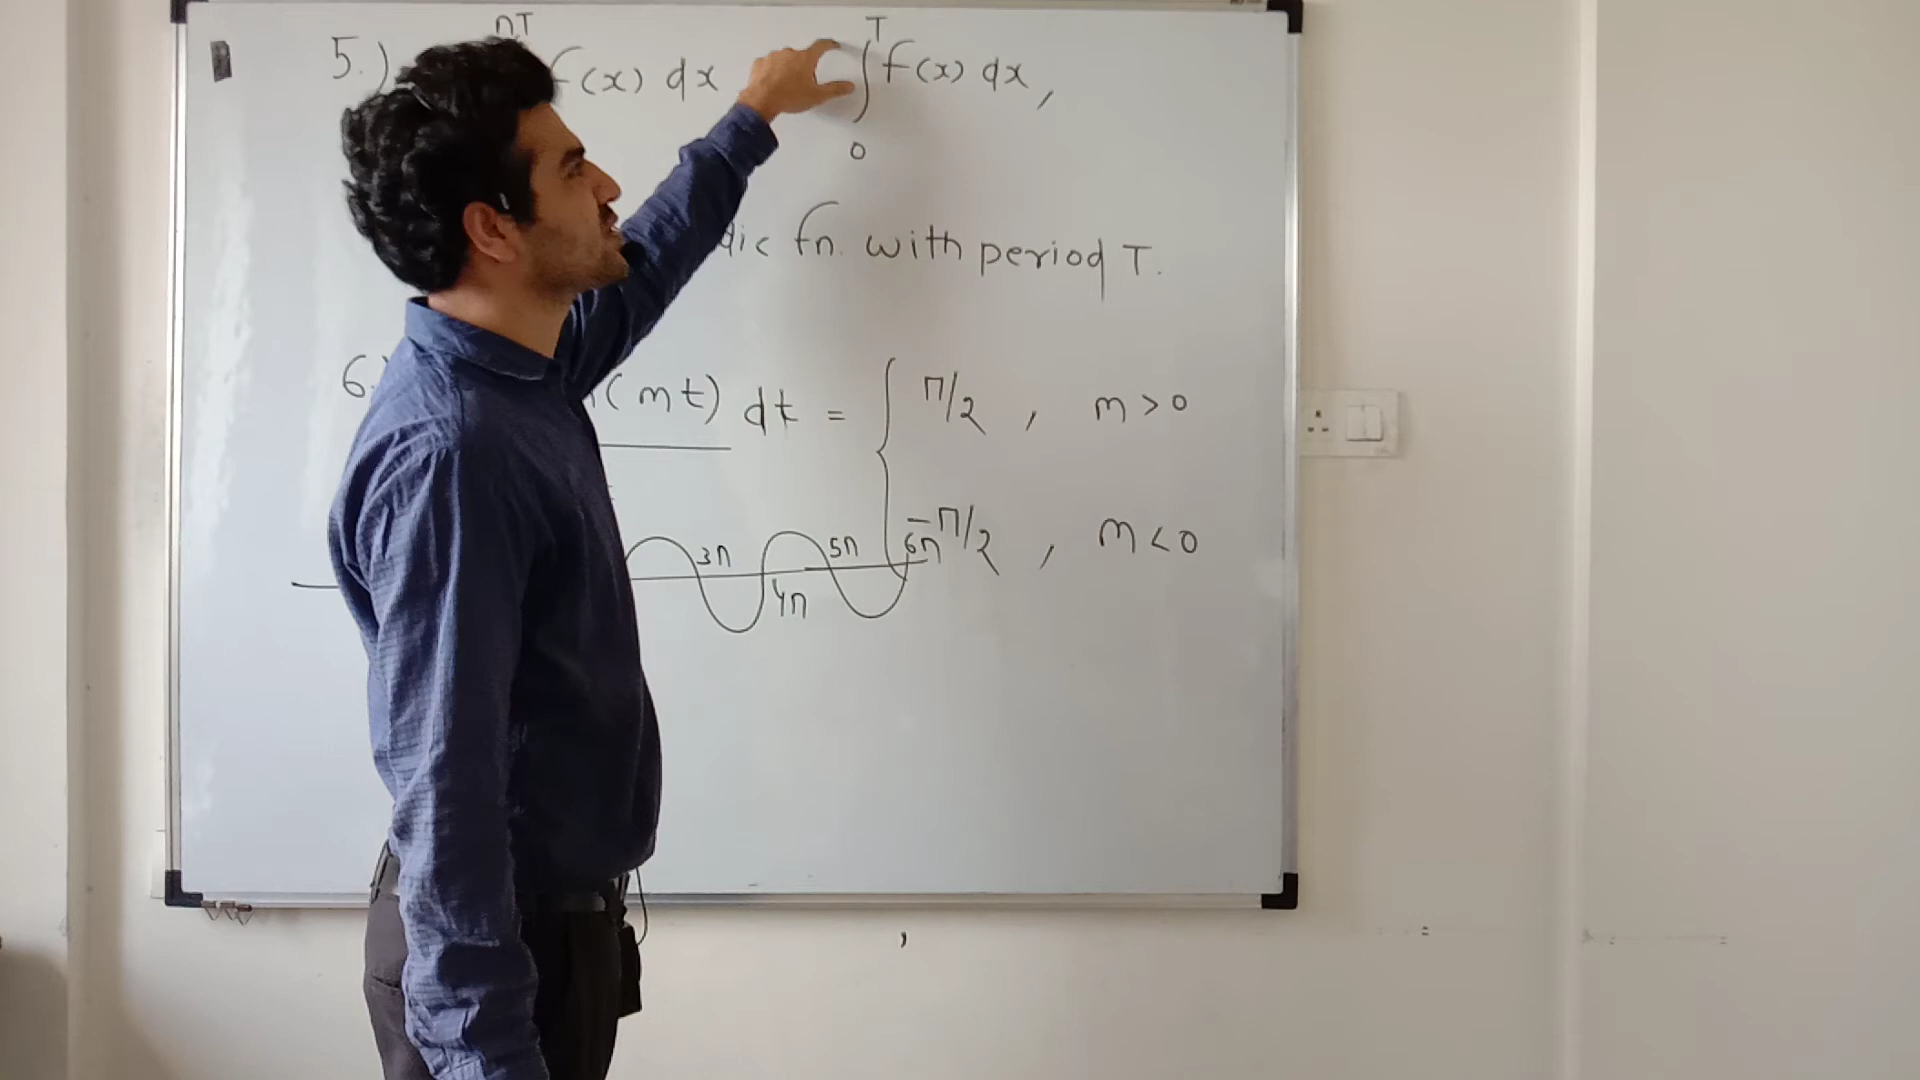 nT T
5.) f(x) dx ∫ f(x) dx,
0
fn. with period T.
6. (mt) dt = { π/2 , m > 0
-π/2 , m < 0
3π 5π 6π
4π